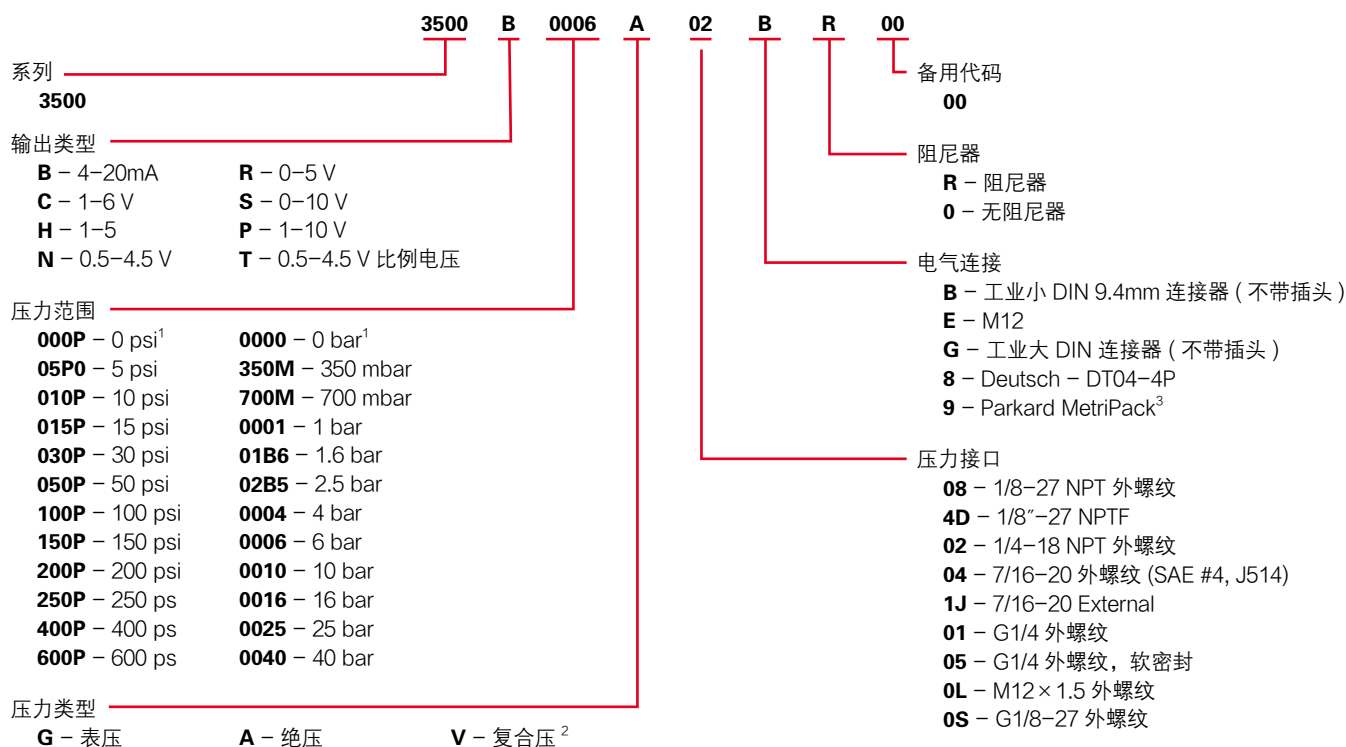 3500 B 0006 A 02 B R 00
系列
3500
输出类型
B – 4–20mA
R – 0–5 V
C – 1–6 V
S – 0–10 V
H – 1–5
P – 1–10 V
N – 0.5–4.5 V
T – 0.5–4.5 V 比例电压
压力范围
000P – 0 psi¹
0000 – 0 bar¹
05P0 – 5 psi
350M – 350 mbar
010P – 10 psi
700M – 700 mbar
015P – 15 psi
0001 – 1 bar
030P – 30 psi
01B6 – 1.6 bar
050P – 50 psi
02B5 – 2.5 bar
100P – 100 psi
0004 – 4 bar
150P – 150 psi
0006 – 6 bar
200P – 200 psi
0010 – 10 bar
250P – 250 ps
0016 – 16 bar
400P – 400 ps
0025 – 25 bar
600P – 600 ps
0040 – 40 bar
压力类型
G – 表压
A – 绝压
V – 复合压 ²
备用代码
00
阻尼器
R – 阻尼器
0 – 无阻尼器
电气连接
B – 工业小 DIN 9.4mm 连接器 ( 不带插头 )
E – M12
G – 工业大 DIN 连接器 ( 不带插头 )
8 – Deutsch – DT04–4P
9 – Parkard MetriPack³
压力接口
08 – 1/8–27 NPT 外螺纹
4D – 1/8″–27 NPTF
02 – 1/4–18 NPT 外螺纹
04 – 7/16–20 外螺纹 (SAE #4, J514)
1J – 7/16–20 External
01 – G1/4 外螺纹
05 – G1/4 外螺纹，软密封
0L – M12×1.5 外螺纹
0S – G1/8–27 外螺纹